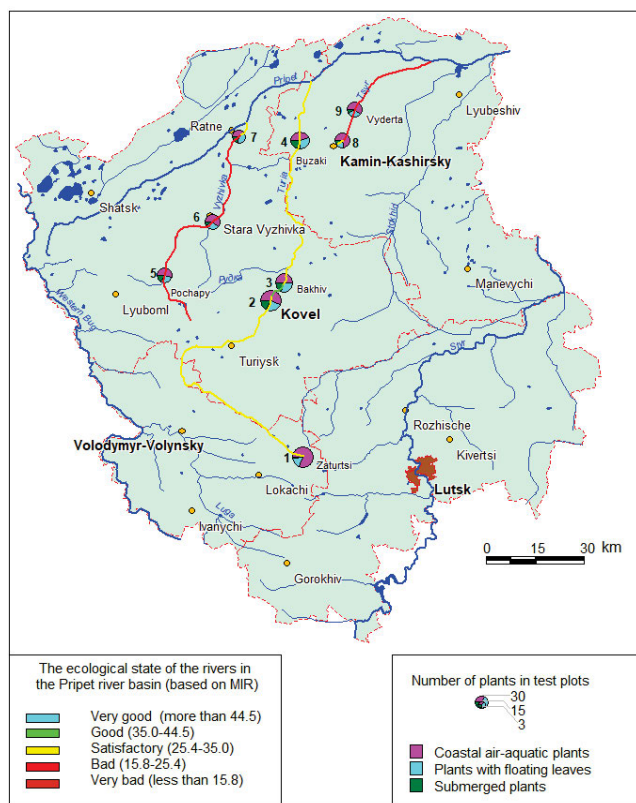 Pripet
Tsyr
9
Vyderta
Lyubeshiv
Ratne
7
4
8
Buzaki
Kamin-Kashirsky
Shatsk
Vyzhivka
Turia
Stokhid
6
Stara Vyzhivka
5
Pochapy
3
Bakhiv
Manevychi
Western Bug
Lyuboml
2
Kovel
Turiysk
Styr
Rozhische
Volodymyr-Volynsky
Kivertsi
1
Zaturtsi
Lokachi
Lutsk
Luga
Ivanychi
Gorokhiv
0 15 30 km
The ecological state of the rivers in
the Pripet river basin (based on MIR)
Very good (more than 44.5)
Good (35.0-44.5)
Satisfactory (25.4-35.0)
Bad (15.8-25.4)
Very bad (less than 15.8)
Number of plants in test plots
30
15
3
Coastal air-aquatic plants
Plants with floating leaves
Submerged plants